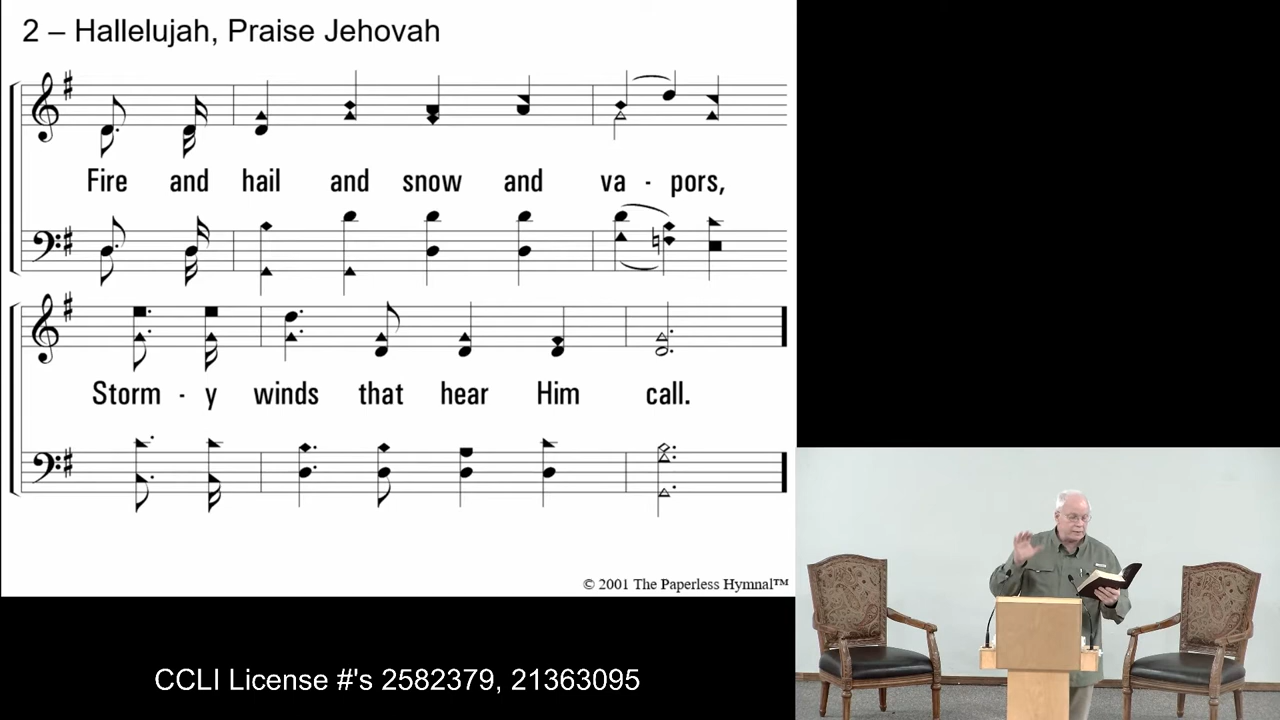 2 – Hallelujah, Praise Jehovah
Fire and hail and snow and va - pors,
Storm - y winds that hear Him call.
© 2001 The Paperless Hymnal™
CCLI License #'s 2582379, 21363095